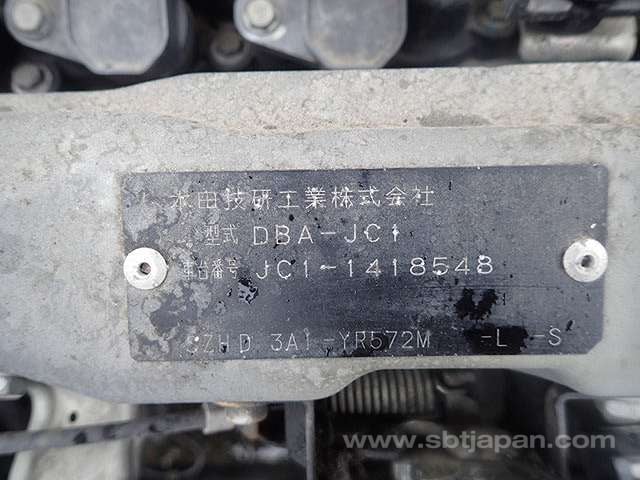 本田技研工業株式会社
型式 DBA-JC1
車台番号 JC1-1418548
SZHD 3A1-YR572M -L -S
www.sbtjapan.com